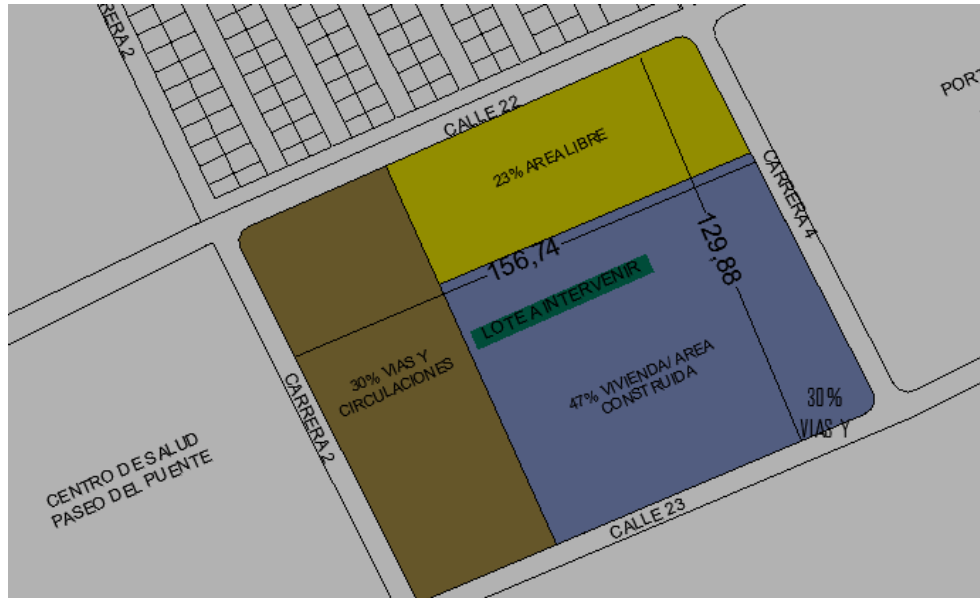 RERA 2
CALLE 22
PORT
23% AREA LIBRE
CARRERA 4
156,74
129,88
LOTE A INTERVENIR
30% VIAS Y
CIRCULACIONES
47% VIVIENDA/ AREA
CONSTRUIDA
30%
VIAS Y
CARRERA 2
CENTRO DE SALUD
PASEO DEL PUENTE
CALLE 23